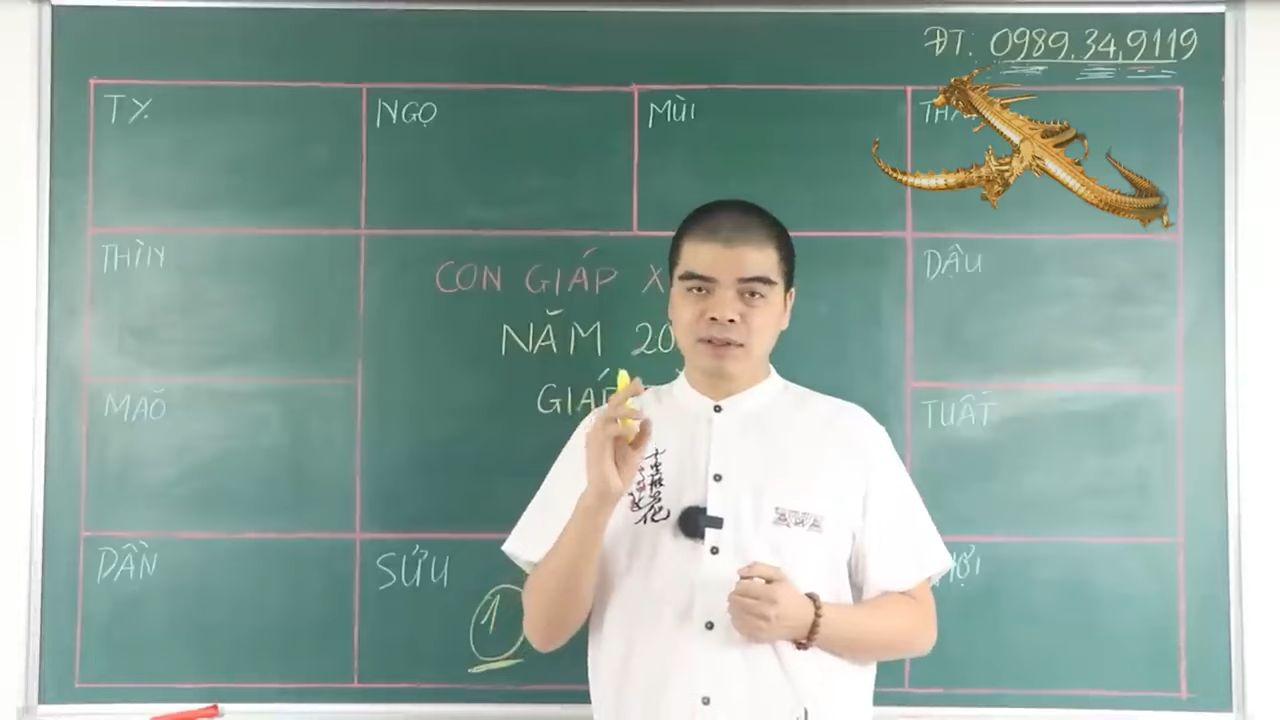 ĐT: 0989.34.9119
TỴ
NGỌ
MÙI
THÌN
CON GIÁP
DẬU
NĂM 20
MÃO
GIÁP
TUẤT
DẦN
SỬU
1